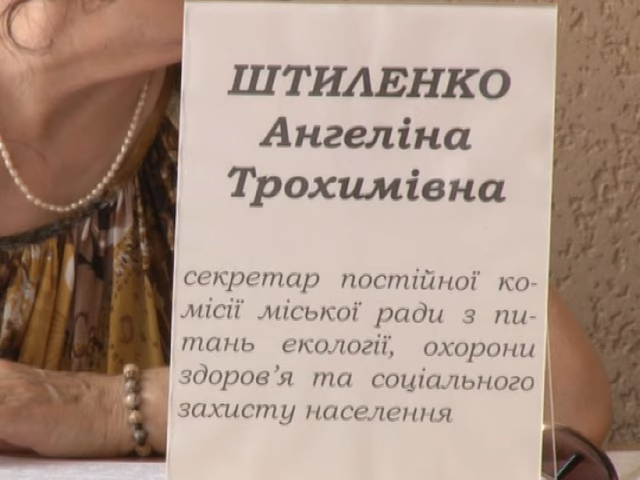 ШТИЛЕНКО
Ангеліна
Трохимівна
секретар постійної ко-
місії міської ради з пи-
тань екології, охорони
здоров’я та соціального
захисту населення